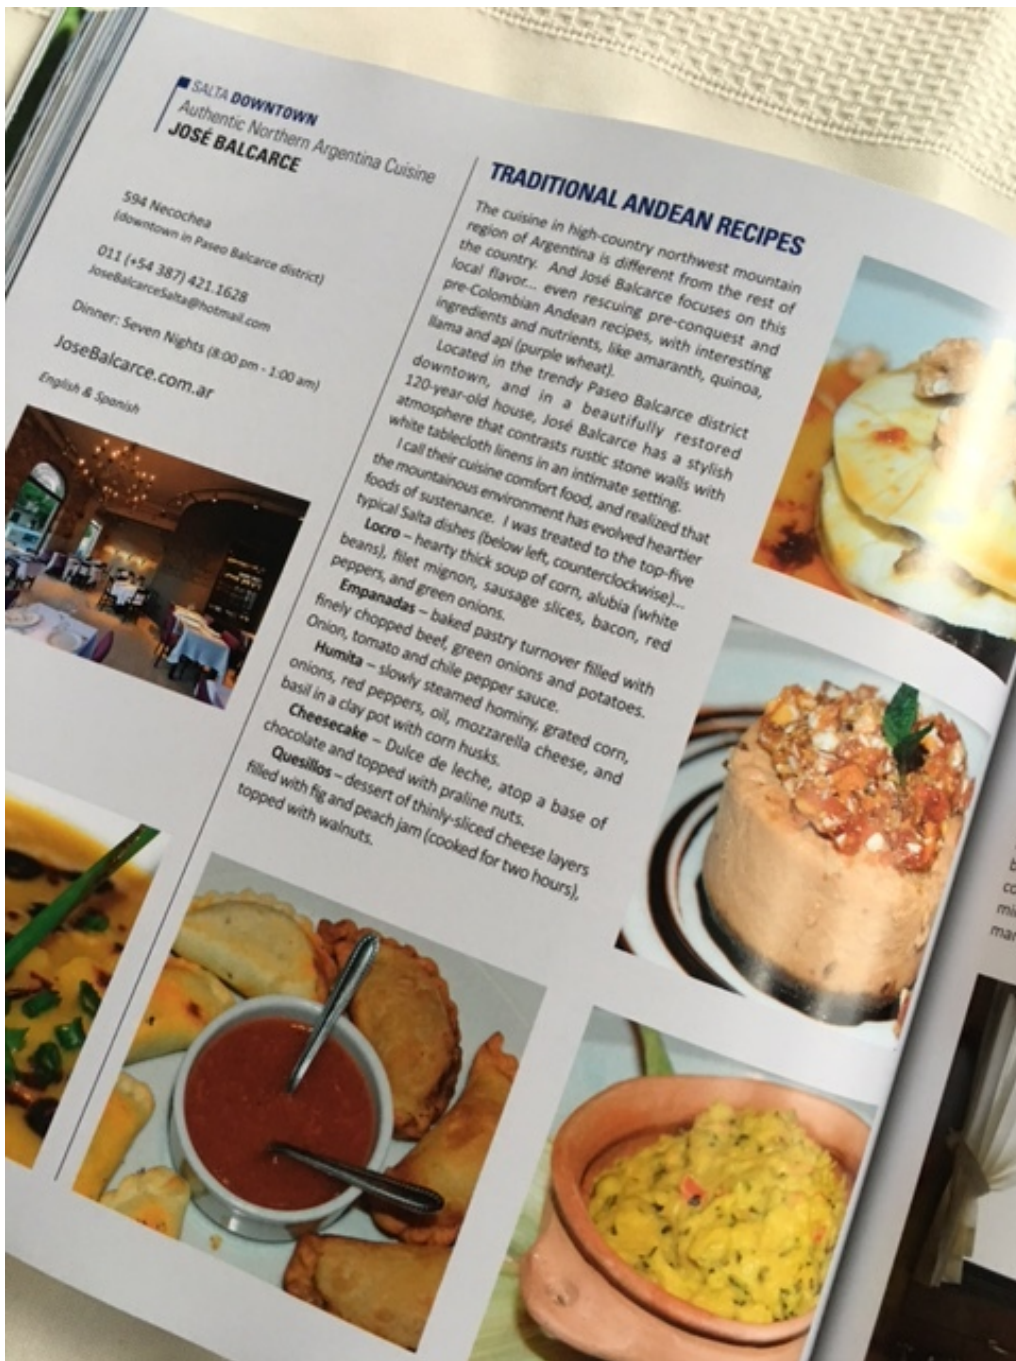 SALTA DOWNTOWN
Authentic Northern Argentina Cuisine
JOSÉ BALCARCE
594 Necochea
(downtown in Paseo Balcarce district)
011 (+54 387) 421.1628
JoseBalcarceSalta@hotmail.com
Dinner: Seven Nights (8:00 pm - 1:00 am)
JoseBalcarce.com.ar
English & Spanish
TRADITIONAL ANDEAN RECIPES
The cuisine in high-country northwest mountain
region of Argentina is different from the rest of
the country. And José Balcarce focuses on this
local flavor... even rescuing pre-conquest and
pre-Colombian Andean recipes, with interesting
ingredients and nutrients, like amaranth, quinoa,
llama and api (purple wheat).
Located in the trendy Paseo Balcarce district
downtown, and in a beautifully restored
120-year-old house, José Balcarce has a stylish
atmosphere that contrasts rustic stone walls with
white tablecloth linens in an intimate setting.
I call their cuisine comfort food, and realized that
the mountainous environment has evolved heartier
foods of sustenance. I was treated to the top-five
typical Salta dishes (below left, counterclockwise)...
Locro – hearty thick soup of corn, alubia (white
beans), filet mignon, sausage slices, bacon, red
peppers, and green onions.
Empanadas – baked pastry turnover filled with
finely chopped beef, green onions and potatoes.
Onion, tomato and chile pepper sauce.
Humita – slowly steamed hominy, grated corn,
onions, red peppers, oil, mozzarella cheese, and
basil in a clay pot with corn husks.
Cheesecake – Dulce de leche, atop a base of
chocolate and topped with praline nuts.
Quesillos – dessert of thinly-sliced cheese layers
filled with fig and peach jam (cooked for two hours),
topped with walnuts.